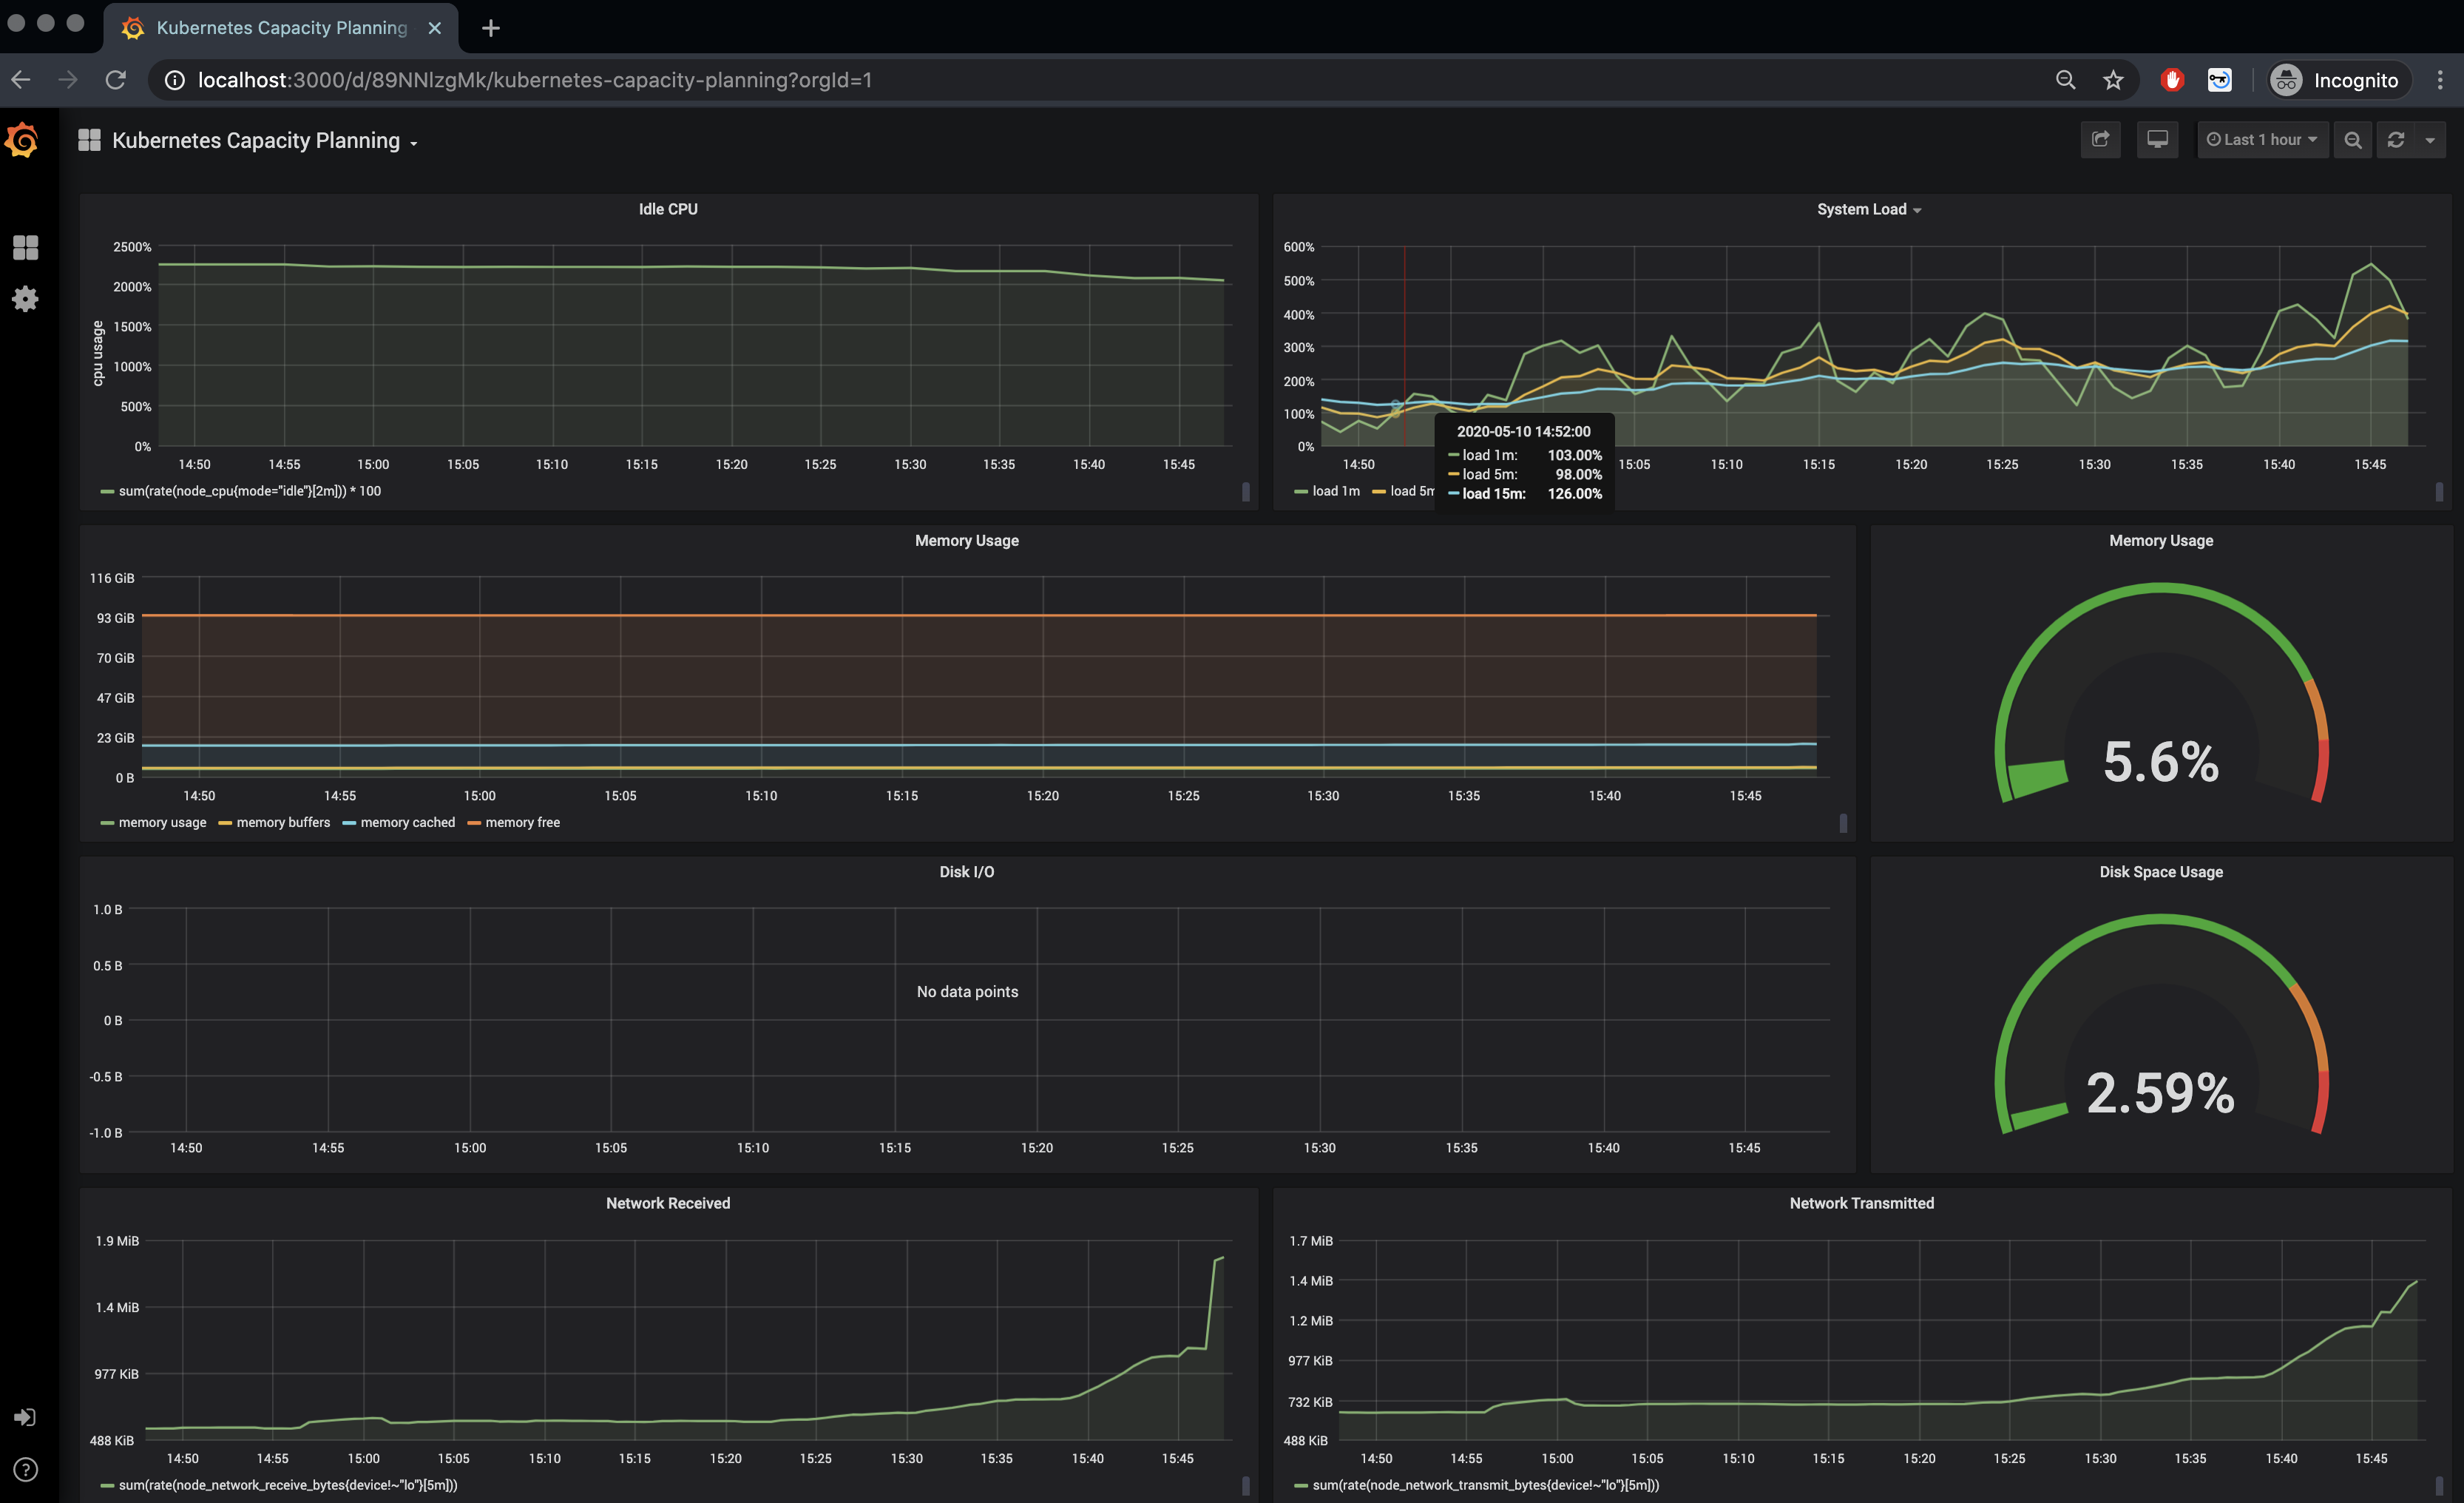 Kubernetes Capacity Planning
localhost:3000/d/89NNlzgMk/kubernetes-capacity-planning?orgId=1
Incognito
Kubernetes Capacity Planning
Last 1 hour
Idle CPU
cpu usage
2500%
2000%
1500%
1000%
500%
0%
14:50 14:55 15:00 15:05 15:10 15:15 15:20 15:25 15:30 15:35 15:40 15:45
sum(rate(node_cpu{mode="idle"}[2m])) * 100
System Load
600%
500%
400%
300%
200%
100%
0%
14:50 15:05 15:10 15:15 15:20 15:25 15:30 15:35 15:40 15:45
load 1m load 5m
2020-05-10 14:52:00
load 1m: 103.00%
load 5m: 98.00%
load 15m: 126.00%
Memory Usage
116 GiB
93 GiB
70 GiB
47 GiB
23 GiB
0 B
14:50 14:55 15:00 15:05 15:10 15:15 15:20 15:25 15:30 15:35 15:40 15:45
memory usage memory buffers memory cached memory free
Memory Usage
5.6%
Disk I/O
1.0 B
0.5 B
0 B
-0.5 B
-1.0 B
No data points
14:50 14:55 15:00 15:05 15:10 15:15 15:20 15:25 15:30 15:35 15:40 15:45
Disk Space Usage
2.59%
Network Received
1.9 MiB
1.4 MiB
977 KiB
488 KiB
14:50 14:55 15:00 15:05 15:10 15:15 15:20 15:25 15:30 15:35 15:40 15:45
sum(rate(node_network_receive_bytes{device!~"lo"}[5m]))
Network Transmitted
1.7 MiB
1.4 MiB
1.2 MiB
977 KiB
732 KiB
488 KiB
14:50 14:55 15:00 15:05 15:10 15:15 15:20 15:25 15:30 15:35 15:40 15:45
sum(rate(node_network_transmit_bytes{device!~"lo"}[5m]))